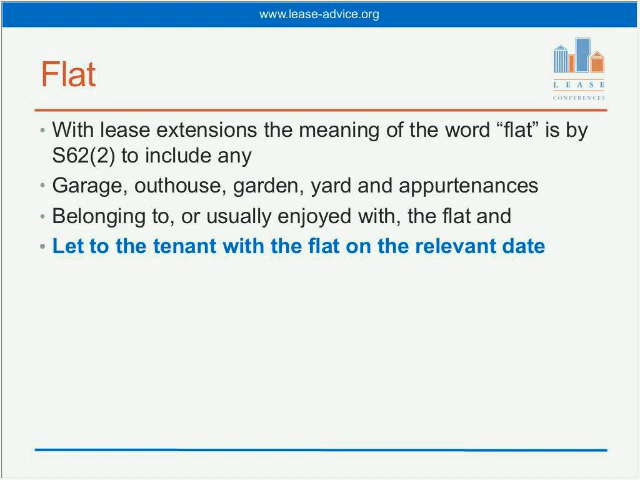 www.lease-advice.org
Flat
LEASE
CONFERENCES
• With lease extensions the meaning of the word “flat” is by
S62(2) to include any
• Garage, outhouse, garden, yard and appurtenances
• Belonging to, or usually enjoyed with, the flat and
• Let to the tenant with the flat on the relevant date